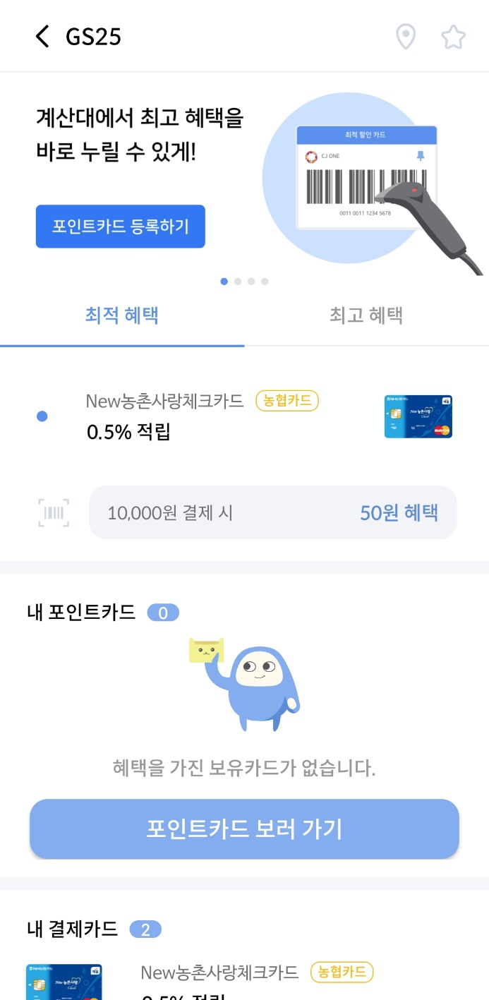 GS25
계산대에서 최고 혜택을
바로 누릴 수 있게!
최적 할인 카드
CJ ONE
0011 0011 1234 5678
포인트카드 등록하기
최적 혜택
최고 혜택
New농촌사랑체크카드 농협카드
0.5% 적립
10,000원 결제 시 50원 혜택
내 포인트카드 0
혜택을 가진 보유카드가 없습니다.
포인트카드 보러 가기
내 결제카드 2
New농촌사랑체크카드 농협카드
0.5% 적립